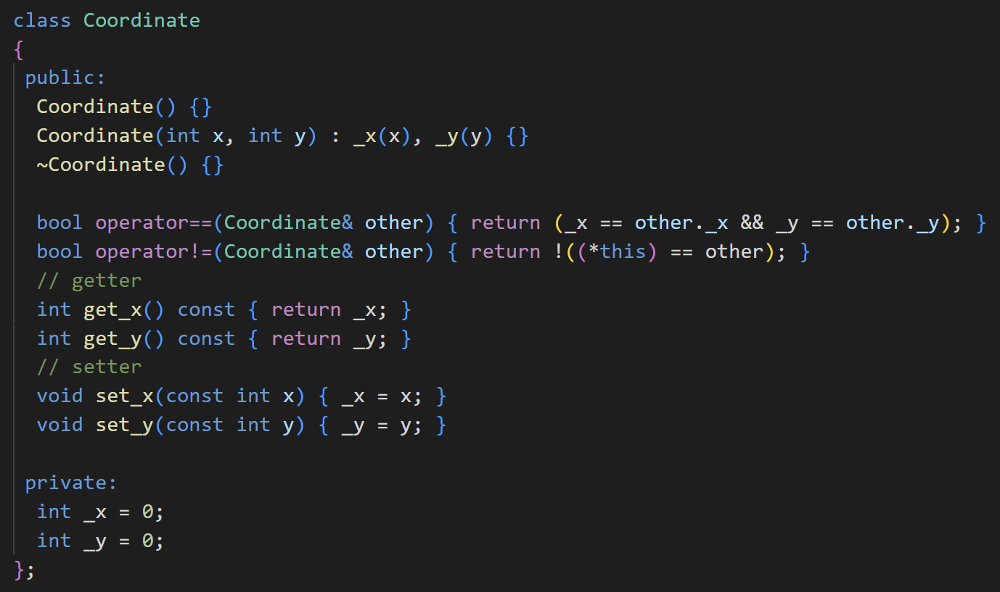 class Coordinate
{
public:
Coordinate() {}
Coordinate(int x, int y) : _x(x), _y(y) {}
~Coordinate() {}
bool operator==(Coordinate& other) { return (_x == other._x && _y == other._y); }
bool operator!=(Coordinate& other) { return !((*this) == other); }
// getter
int get_x() const { return _x; }
int get_y() const { return _y; }
// setter
void set_x(const int x) { _x = x; }
void set_y(const int y) { _y = y; }
private:
int _x = 0;
int _y = 0;
};